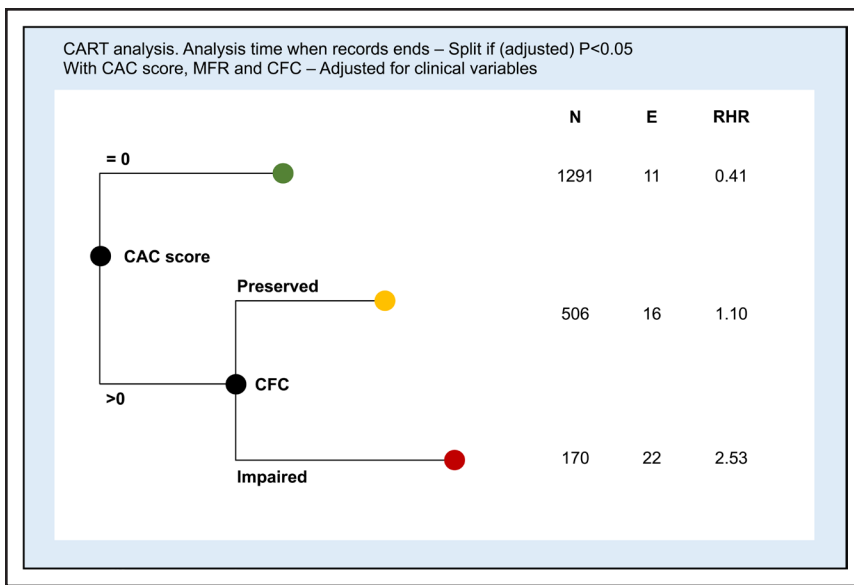 CART analysis. Analysis time when records ends – Split if (adjusted) P<0.05
With CAC score, MFR and CFC – Adjusted for clinical variables
N E RHR
= 0
1291 11 0.41
CAC score
Preserved
506 16 1.10
>0
CFC
170 22 2.53
Impaired